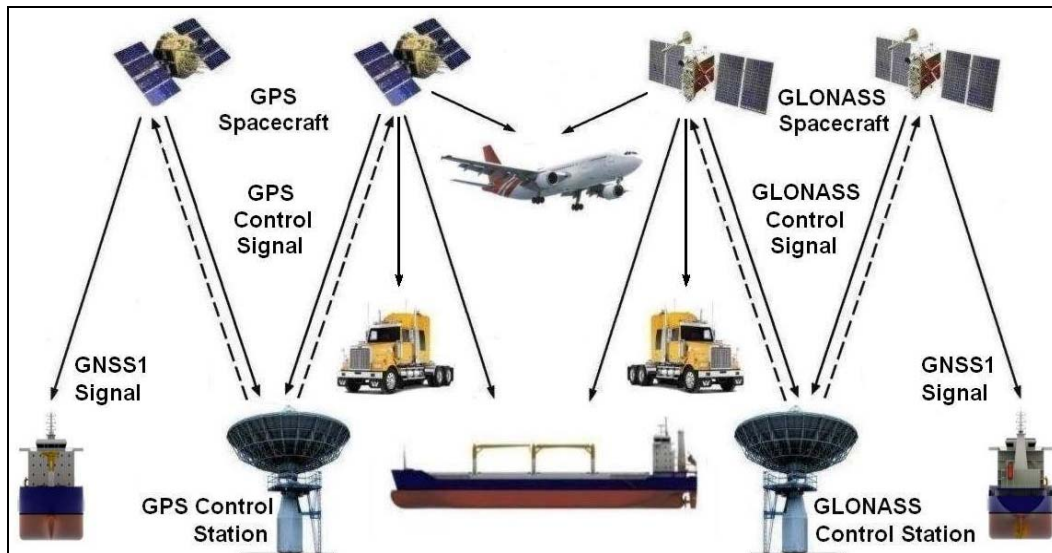 GPS
Spacecraft
GLONASS
Spacecraft
GPS
Control
Signal
GLONASS
Control
Signal
GNSS1
Signal
GNSS1
Signal
GPS Control
Station
GLONASS
Control Station